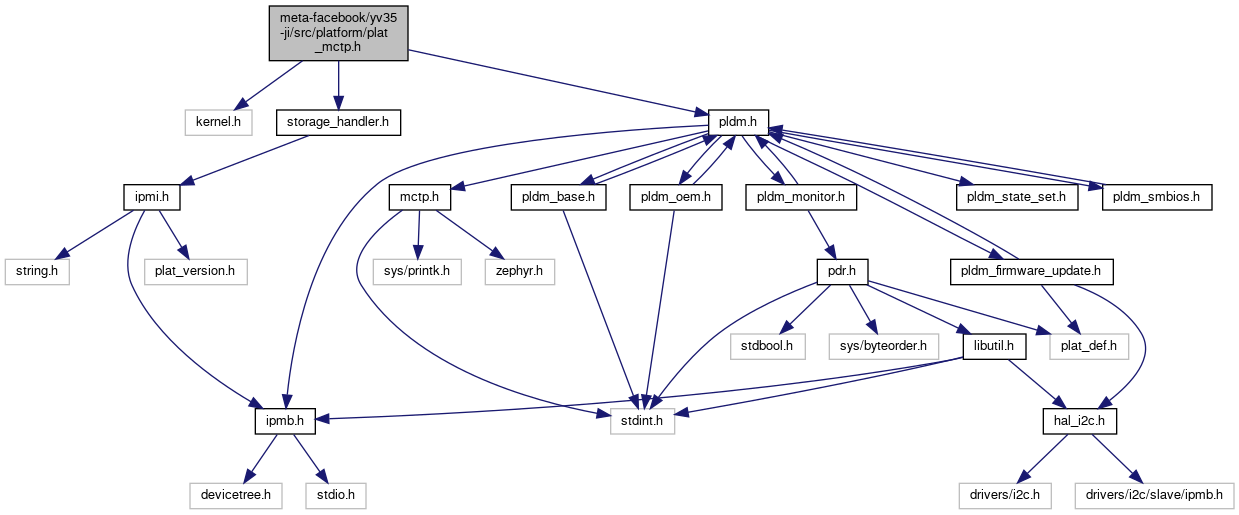 meta-facebook/yv35
-ji/src/platform/plat
_mctp.h
kernel.h
storage_handler.h
pldm.h
ipmi.h
mctp.h
pldm_base.h
pldm_oem.h
pldm_monitor.h
pldm_state_set.h
pldm_smbios.h
string.h
plat_version.h
sys/printk.h
zephyr.h
pdr.h
pldm_firmware_update.h
stdbool.h
sys/byteorder.h
libutil.h
plat_def.h
ipmb.h
stdint.h
hal_i2c.h
devicetree.h
stdio.h
drivers/i2c.h
drivers/i2c/slave/ipmb.h